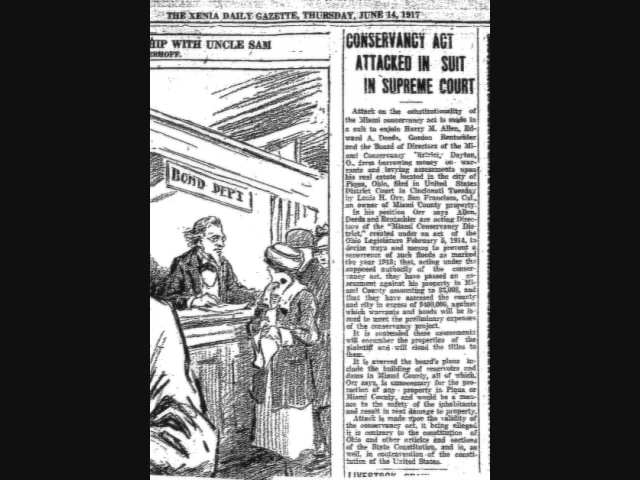 THE XENIA DAILY GAZETTE, THURSDAY, JUNE 14, 1917
HIP WITH UNCLE SAM
ERHOFF.
BOND DEPT
CONSERVANCY ACT
ATTACKED IN SUIT
IN SUPREME COURT
Attack on the constitutionality of
the Miami conservancy act is made in
a suit to enjoin Harry M. Allen, Ed-
ward A. Deeds, Gordon Rentschler
and the Board of Directors of the Mi-
ami Conservancy District, Dayton,
O., from borrowing money on war-
rants and levying assessments upon
his real estate located in the city of
Piqua, Ohio, filed in United States
District Court in Cincinnati Tuesday
by Louis H. Orr, San Francisco, Cal.,
an owner of Miami County property.
In his position Orr says Allen,
Deeds and Rentschler are acting Direc-
tors of the "Miami Conservancy Dis-
trict," created under an act of the
Ohio Legislature February 5, 1914, to
devise ways and means to prevent a
recurrence of such floods as marked
the year 1913; that, acting under the
supposed authority of the conser-
vancy act, they have passed an as-
sessment against his property in Mi-
ami County amounting to and
that they have assessed the county
and city in excess of $400,000, against
which warrants and bonds will be is-
sued to meet the preliminary expenses
of the conservancy project.
It is contended these assessments
will encumber the properties of the
plaintiff and will cloud the titles to
them.
It is averred the board's plans in-
clude the building of reservoirs and
dams in Miami County, all of which,
Orr says, is unnecessary for the pro-
tection of any property in Piqua or
Miami County, and would be a men-
ace to the safety of the inhabitants
and result in real damage to property.
Attack is made upon the validity of
the conservancy act, it being alleged
it is contrary to the constitution of
Ohio and other articles and sections
of the State Constitution, and is, as
well, in contravention of the consti-
tution of the United States.